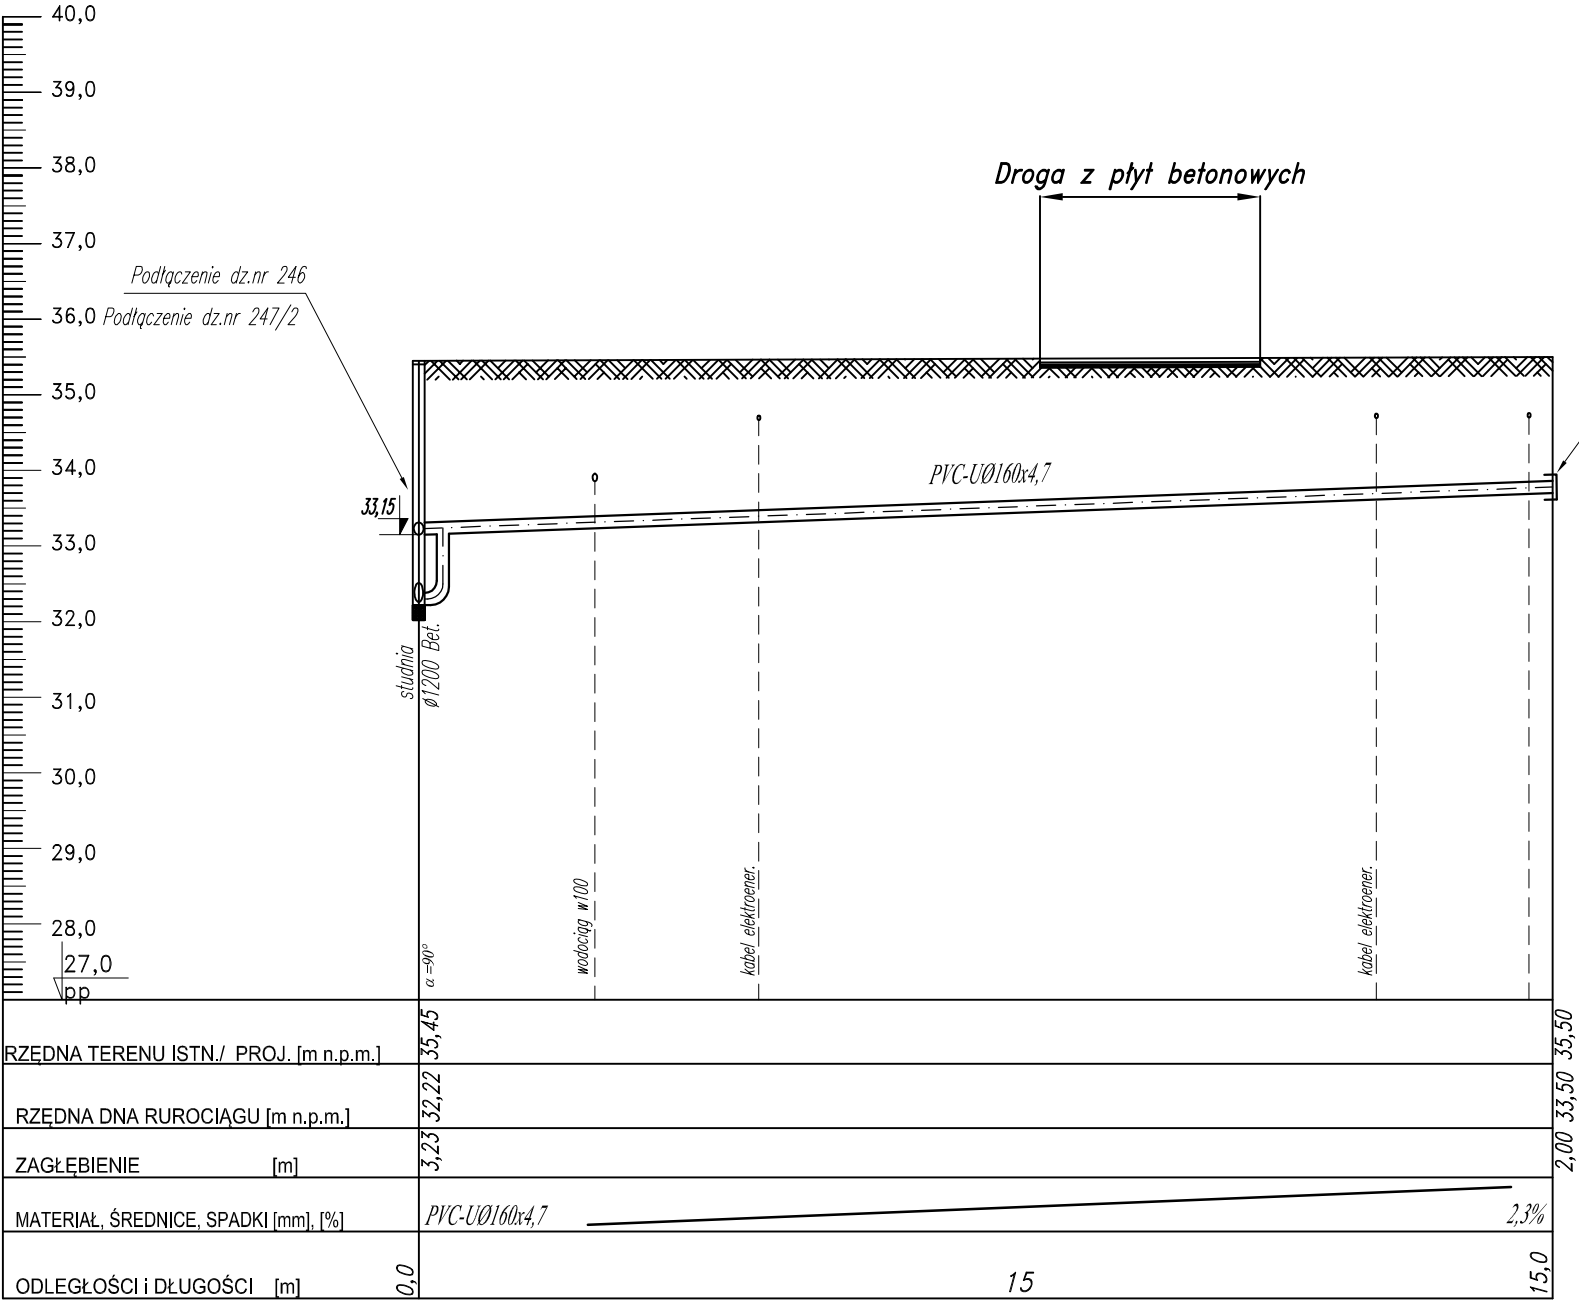 40,0
39,0
38,0
Droga z płyt betonowych
37,0
Podłączenie dz.nr 246
36,0
Podłączenie dz.nr 247/2
35,0
34,0
PVC-UØ160x4,7
33,15
33,0
32,0
studnia
ø1200 Bet.
31,0
30,0
29,0
28,0
27,0
pp
α=90°
wodociąg w100
kabel elektroener.
kabel elektroener.
RZĘDNA TERENU ISTN./ PROJ. [m n.p.m.]
35,45
35,50
RZĘDNA DNA RUROCIĄGU [m n.p.m.]
32,22
33,50
ZAGŁĘBIENIE [m]
3,23
2,00
MATERIAŁ, ŚREDNICE, SPADKI [mm], [%]
PVC-UØ160x4,7
2,3%
ODLEGŁOŚCI i DŁUGOŚCI [m]
0,0
15
15,0